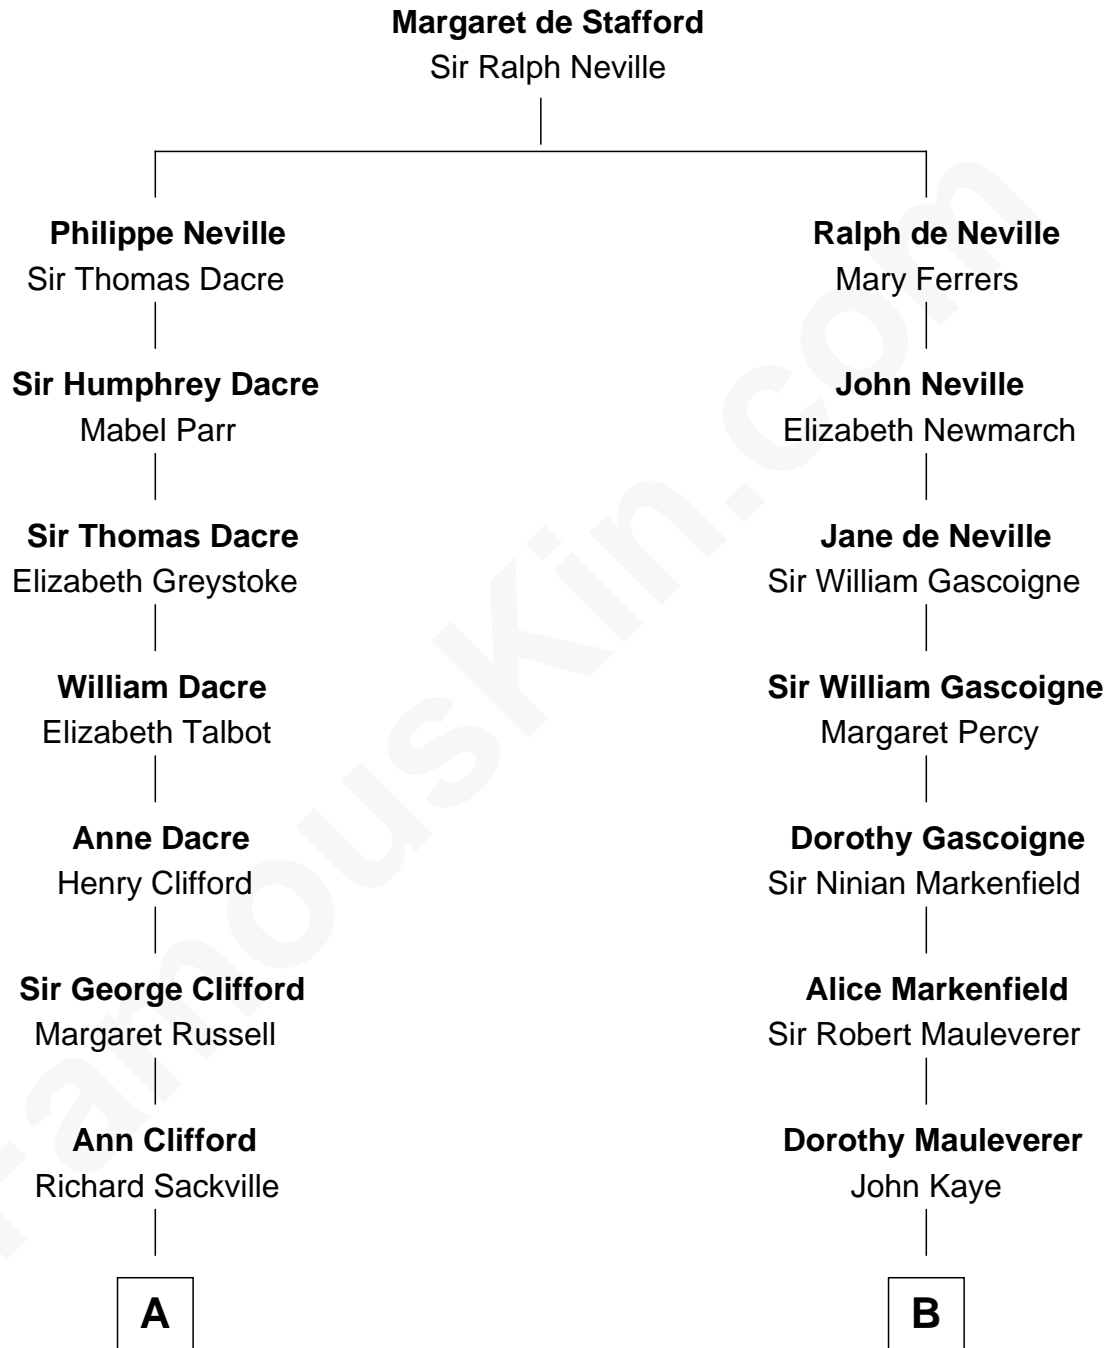 Margaret de Stafford
Sir Ralph Neville
Philippe Neville
Sir Thomas Dacre
Ralph de Neville
Mary Ferrers
Sir Humphrey Dacre
Mabel Parr
John Neville
Elizabeth Newmarch
Sir Thomas Dacre
Elizabeth Greystoke
Jane de Neville
Sir William Gascoigne
William Dacre
Elizabeth Talbot
Sir William Gascoigne
Margaret Percy
Anne Dacre
Henry Clifford
Dorothy Gascoigne
Sir Ninian Markenfield
Sir George Clifford
Margaret Russell
Alice Markenfield
Sir Robert Mauleverer
Ann Clifford
Richard Sackville
Dorothy Mauleverer
John Kaye
A
B
FamousKin.com